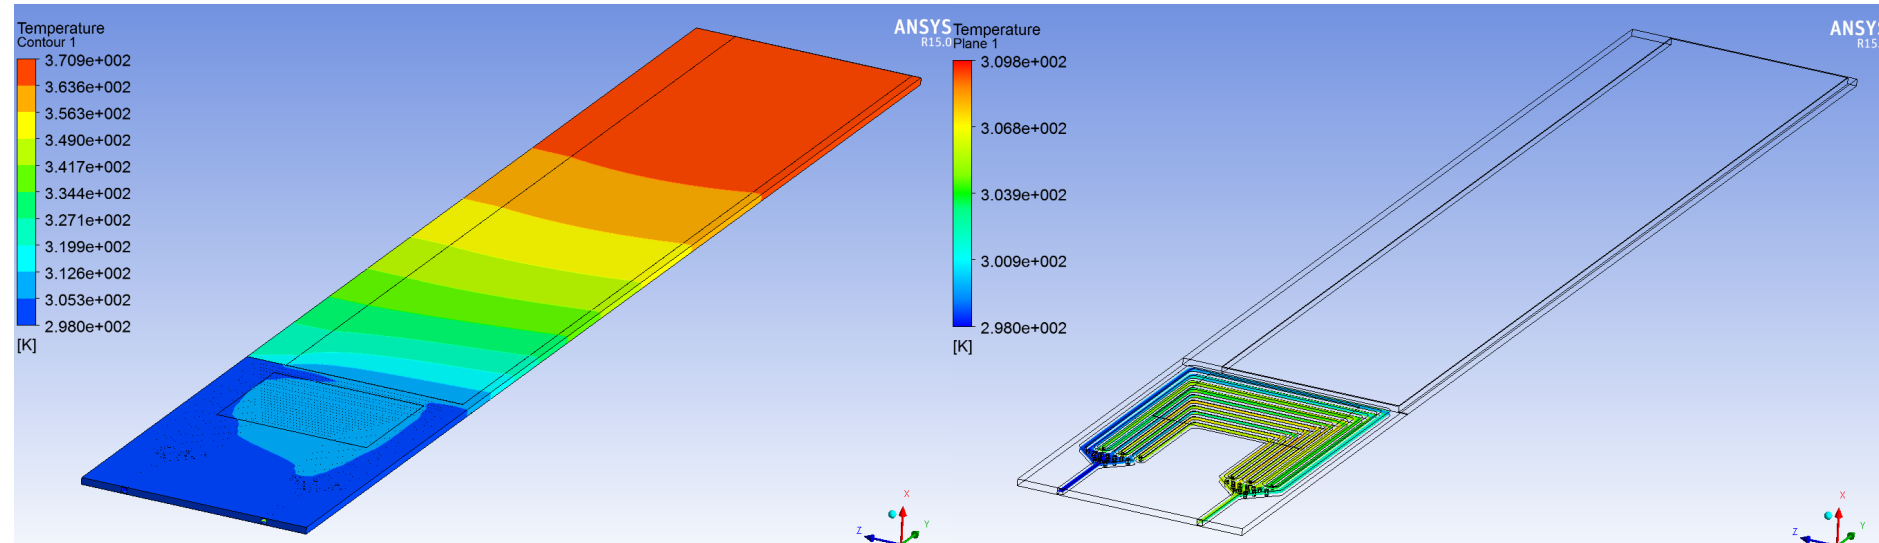 Temperature
Contour 1
3.709e+002
3.636e+002
3.563e+002
3.490e+002
3.417e+002
3.344e+002
3.271e+002
3.199e+002
3.126e+002
3.053e+002
2.980e+002
[K]
ANSYS
R15.0
X
Y
Z
Temperature
Plane 1
3.098e+002
3.068e+002
3.039e+002
3.009e+002
2.980e+002
[K]
ANSYS
R15.
X
Y
Z